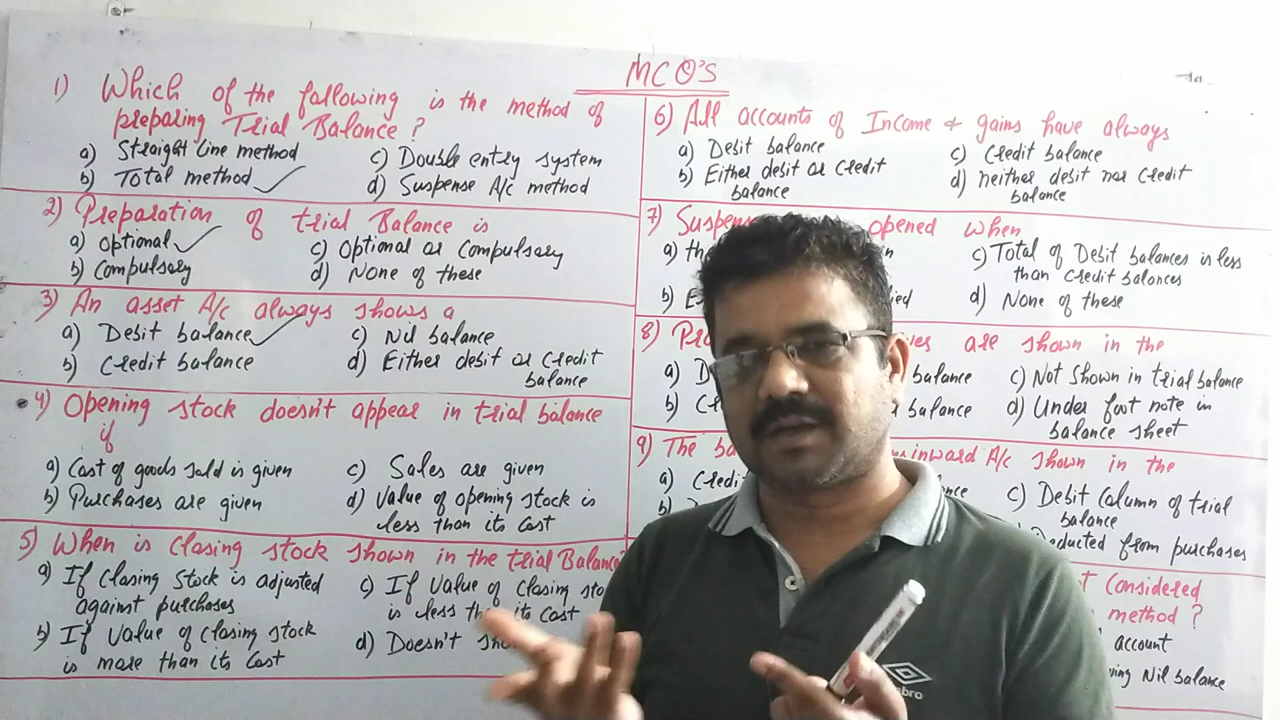 MCQ'S
1) Which of the following is the method of
preparing Trial Balance ?
a) Straight Line method
b) Total method ✓
c) Double entry system
d) Suspense A/c method
2) Preparation of trial Balance is
a) optional ✓
b) Compulsory
c) Optional or Compulsory
d) None of these
3) An asset A/c always shows a
a) Debit balance ✓
b) Credit balance
c) Nil balance
d) Either debit or credit
balance
4) Opening stock doesn't appear in trial balance
if
a) Cost of goods sold is given
b) Purchases are given
c) Sales are given
d) Value of opening stock is
less than its cost
5) When is closing stock shown in the trial Balance
a) If Closing Stock is adjusted
against purchases
b) If Value of closing stock
is more than its cost
c) If Value of closing sto
is less its cost
d) Doesn't
6) All accounts of Income & gains have always
a) Debit balance
b) Either debit or credit
balance
c) Credit balance
d) neither debit nor credit
balance
7) Suspens opened when
a)
b)
c) Total of Debit balances is less
than credit balances
d) None of these
8) are shown in the
a) D balance
b) balance
c) Not shown in trial balance
d) Under foot note in
balance sheet
9) The inward A/c shown in the
a) Credi
b)
c) Debit Column of trial
balance
educted from purchases
Considered
method ?
account
Nil balance
umbro